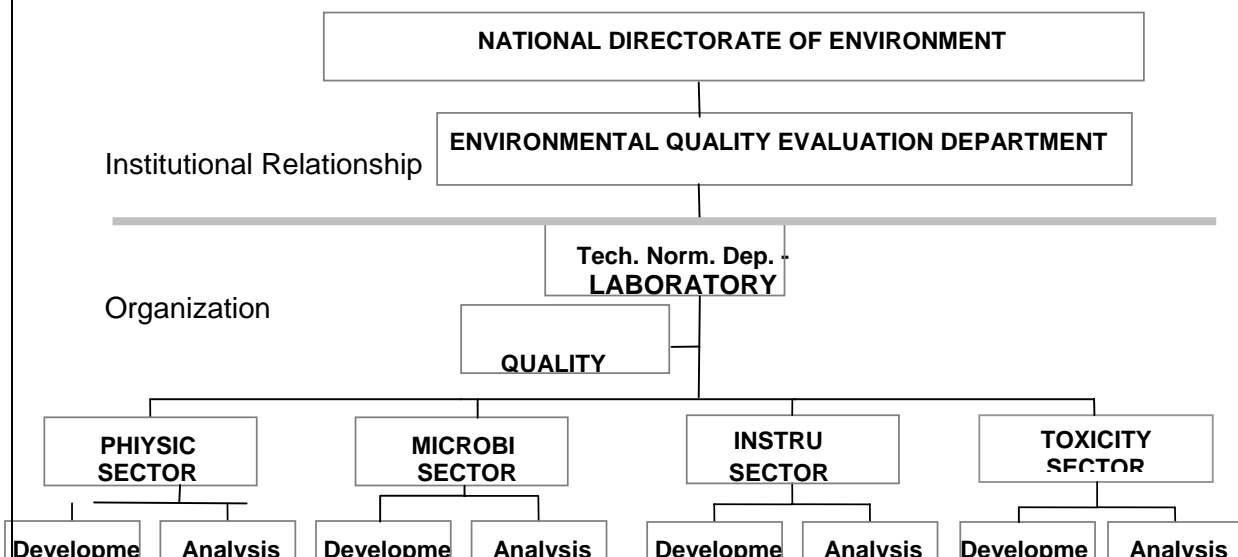 NATIONAL DIRECTORATE OF ENVIRONMENT
ENVIRONMENTAL QUALITY EVALUATION DEPARTMENT
Institutional Relationship
Tech. Norm. Dep. -
LABORATORY
Organization
QUALITY
PHIYSIC
SECTOR
MICROBI
SECTOR
INSTRU
SECTOR
TOXICITY
SECTOR
Developme
Analysis
Developme
Analysis
Developme
Analysis
Developme
Analysis